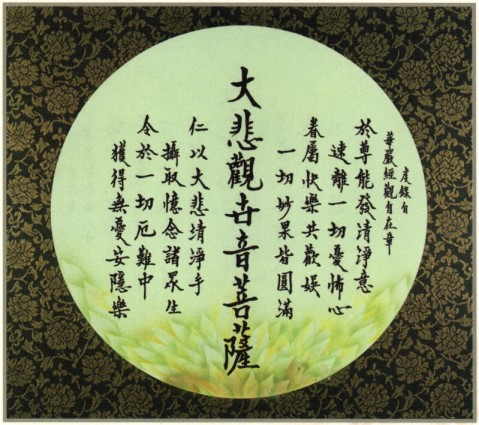 虔錄自
華嚴經觀自在章
於尊能發清淨意
速離一切憂怖心
眷屬快樂共歡娛
一切妙果皆圓滿
大悲觀世音菩薩
仁以大悲清淨手
攝取憶念諸眾生
令於一切厄難中
獲得無憂安隱樂